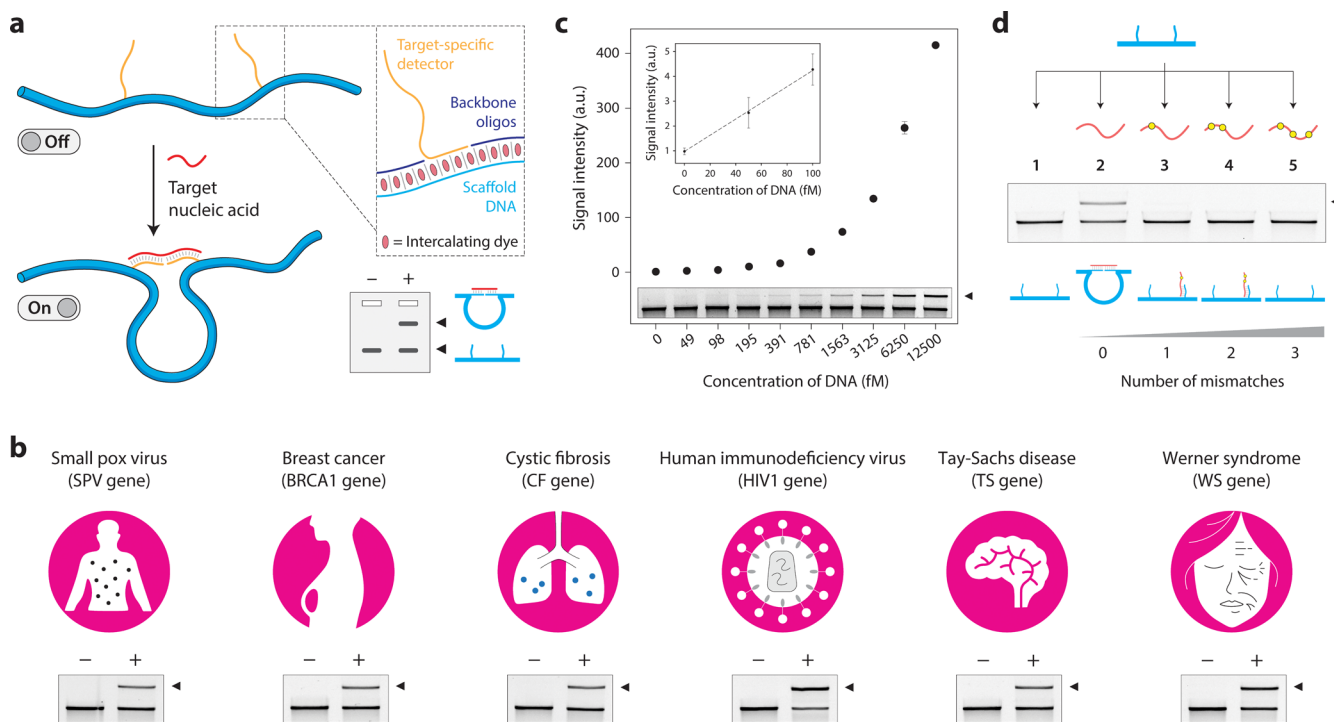 a
Target-specific
detector
Backbone
oligos
Scaffold
DNA
= Intercalating dye
Off
Target
nucleic acid
On
− +
c
Signal intensity (a.u.)
400
300
200
100
0
Signal intensity (a.u.)
5
4
3
2
1
0 20 40 60 80 100
Concentration of DNA (fM)
0 49 98 195 391 781 1563 3125 6250 12500
Concentration of DNA (fM)
d
1 2 3 4 5
0 1 2 3
Number of mismatches
b
Small pox virus
(SPV gene)
− +
Breast cancer
(BRCA1 gene)
− +
Cystic fibrosis
(CF gene)
− +
Human immunodeficiency virus
(HIV1 gene)
− +
Tay-Sachs disease
(TS gene)
− +
Werner syndrome
(WS gene)
− +